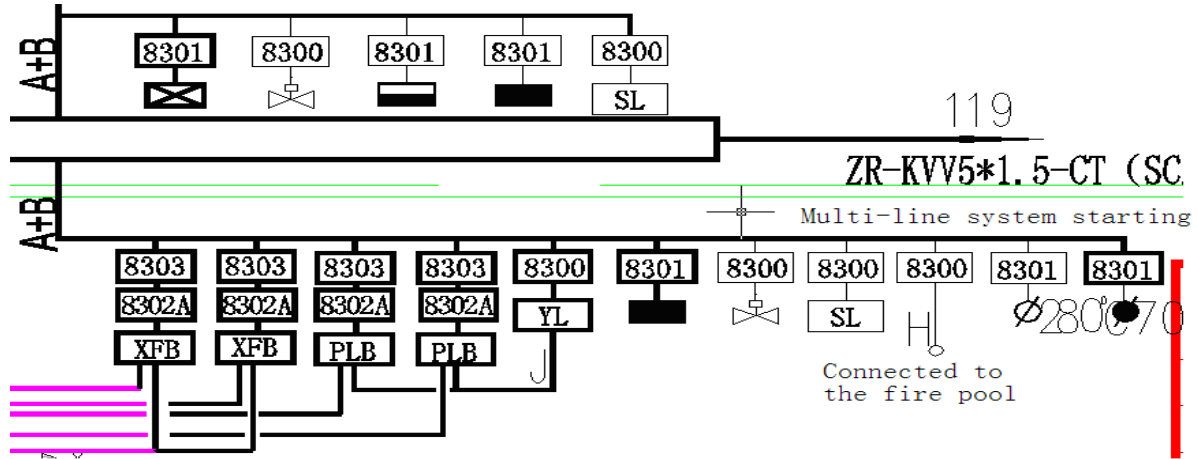 A+B
8301 8300 8301 8301 8300
SL
119
ZR-KVV5*1.5-CT (SC
A+B
Multi-line system starting
8303 8303 8303 8303 8300 8301 8300 8300 8300 8301 8301
8302A 8302A 8302A 8302A YL SL
280℃ 70
XFB XFB PLB PLB H
J
Connected to
the fire pool